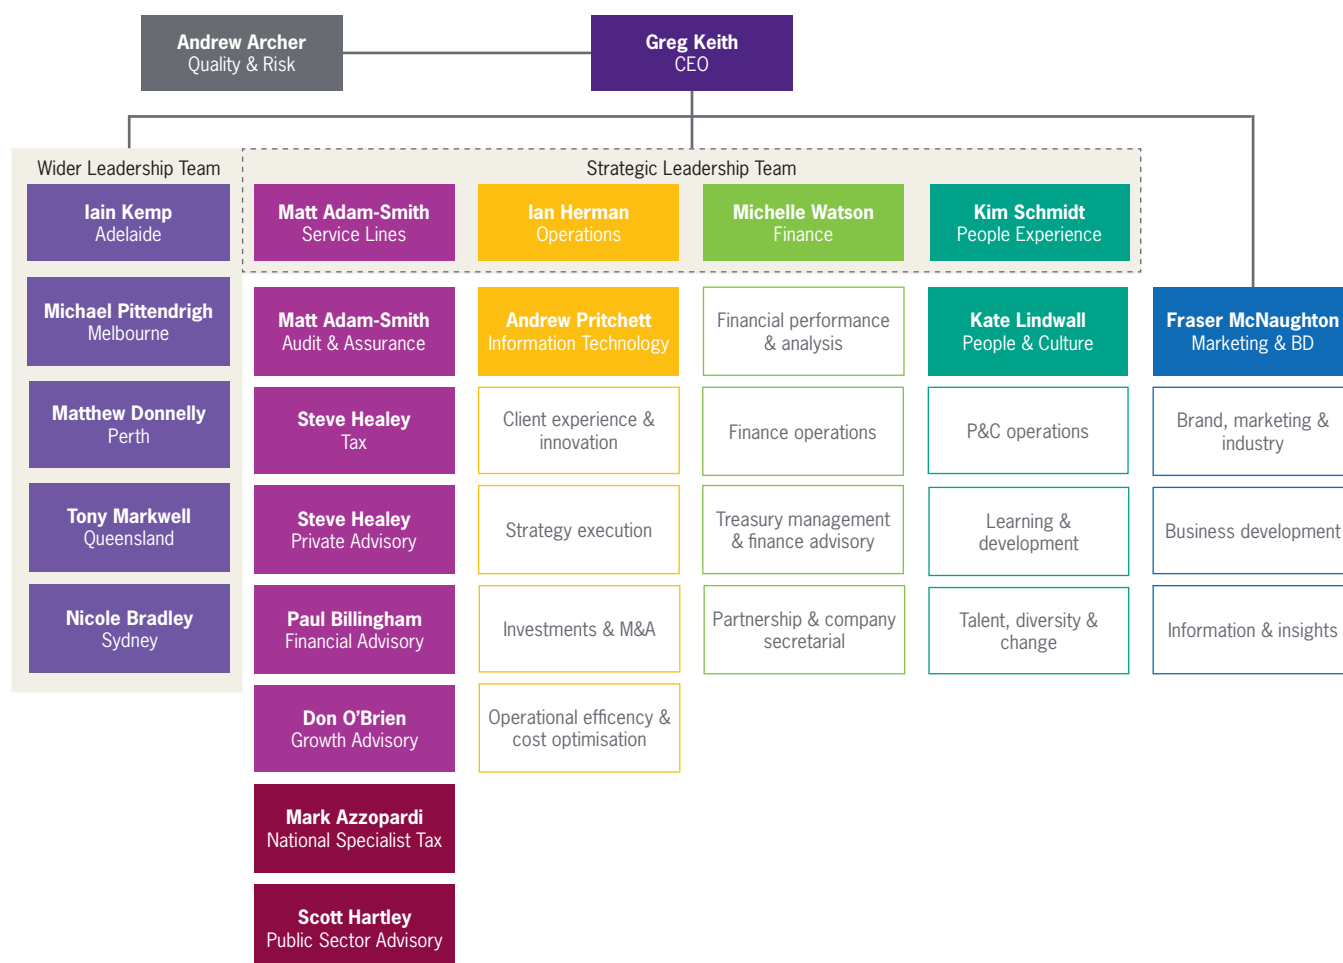 Andrew Archer
Quality & Risk
Greg Keith
CEO
Wider Leadership Team
Iain Kemp
Adelaide
Michael Pittendrigh
Melbourne
Matthew Donnelly
Perth
Tony Markwell
Queensland
Nicole Bradley
Sydney
Strategic Leadership Team
Matt Adam-Smith
Service Lines
Matt Adam-Smith
Audit & Assurance
Steve Healey
Tax
Steve Healey
Private Advisory
Paul Billingham
Financial Advisory
Don O'Brien
Growth Advisory
Mark Azzopardi
National Specialist Tax
Scott Hartley
Public Sector Advisory
Ian Herman
Operations
Andrew Pritchett
Information Technology
Client experience &
innovation
Strategy execution
Investments & M&A
Operational efficency &
cost optimisation
Michelle Watson
Finance
Financial performance
& analysis
Finance operations
Treasury management
& finance advisory
Partnership & company
secretarial
Kim Schmidt
People Experience
Kate Lindwall
People & Culture
P&C operations
Learning &
development
Talent, diversity &
change
Fraser McNaughton
Marketing & BD
Brand, marketing &
industry
Business development
Information & insights